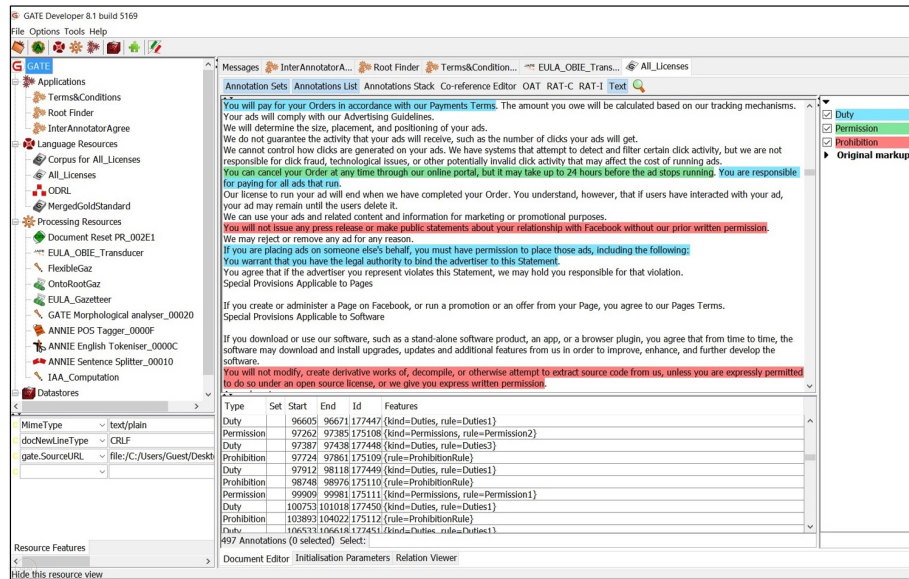 GATE Developer 8.1 build 5169
File Options Tools Help
GATE
Applications
Terms&Conditions
Root Finder
InterAnnotatorAgree
Language Resources
Corpus for All_Licenses
All_Licenses
ODRL
MergedGoldStandard
Processing Resources
Document Reset PR_002E1
EULA_OBIE_Transducer
FlexibleGaz
OntoRootGaz
EULA_Gazetteer
GATE Morphological analyser_00020
ANNIE POS Tagger_0000F
ANNIE English Tokeniser_0000C
ANNIE Sentence Splitter_00010
IAA_Computation
Datastores
MimeType text/plain
docNewLineType CRLF
gate.SourceURL file:/C:/Users/Guest/Deskt
Resource Features
Hide this resource view
Messages InterAnnotatorA... Root Finder Terms&Condition... EULA_OBIE_Trans... All_Licenses
Annotation Sets Annotations List Annotations Stack Co-reference Editor OAT RAT-C RAT-I Text
You will pay for your Orders in accordance with our Payments Terms. The amount you owe will be calculated based on our tracking mechanisms.
Your ads will comply with our Advertising Guidelines.
We will determine the size, placement, and positioning of your ads.
We do not guarantee the activity that your ads will receive, such as the number of clicks your ads will get.
We cannot control how clicks are generated on your ads. We have systems that attempt to detect and filter certain click activity, but we are not
responsible for click fraud, technological issues, or other potentially invalid click activity that may affect the cost of running ads.
You can cancel your Order at any time through our online portal, but it may take up to 24 hours before the ad stops running. You are responsible
for paying for all ads that run.
Our license to run your ad will end when we have completed your Order. You understand, however, that if users have interacted with your ad,
your ad may remain until the users delete it.
We can use your ads and related content and information for marketing or promotional purposes.
You will not issue any press release or make public statements about your relationship with Facebook without our prior written permission.
We may reject or remove any ad for any reason.
If you are placing ads on someone else's behalf, you must have permission to place those ads, including the following:
You warrant that you have the legal authority to bind the advertiser to this Statement.
You agree that if the advertiser you represent violates this Statement, we may hold you responsible for that violation.
Special Provisions Applicable to Pages
If you create or administer a Page on Facebook, or run a promotion or an offer from your Page, you agree to our Pages Terms.
Special Provisions Applicable to Software
If you download or use our software, such as a stand-alone software product, an app, or a browser plugin, you agree that from time to time, the
software may download and install upgrades, updates and additional features from us in order to improve, enhance, and further develop the
software.
You will not modify, create derivative works of, decompile, or otherwise attempt to extract source code from us, unless you are expressly permitted
to do so under an open source license, or we give you express written permission.
Duty
Permission
Prohibition
Original markup
Type Set Start End Id Features
Duty 96605 96671 177447 {kind=Duties, rule=Duties1}
Permission 97262 97385 175108 {kind=Permissions, rule=Permission2}
Duty 97387 97438 177448 {kind=Duties, rule=Duties3}
Prohibition 97724 97861 175109 {rule=ProhibitionRule}
Duty 97912 98118 177449 {kind=Duties, rule=Duties1}
Prohibition 98748 98976 175110 {rule=ProhibitionRule}
Permission 99909 99981 175111 {kind=Permissions, rule=Permission1}
Duty 100753 101018 177450 {kind=Duties, rule=Duties1}
Prohibition 103893 104022 175112 {rule=ProhibitionRule}
Duty 106533 106618 177451 {kind=Duties, rule=Duties1}
497 Annotations (0 selected) Select:
Document Editor Initialisation Parameters Relation Viewer